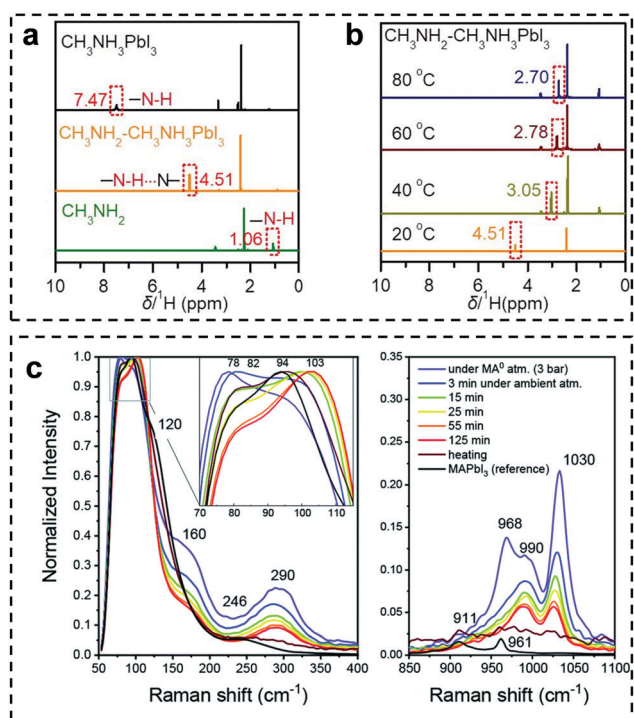 a
CH₃NH₃PbI₃
7.47 –N-H
CH₃NH₂-CH₃NH₃PbI₃
–N-H···N– 4.51
CH₃NH₂
–N-H
1.06
10 8 6 4 2 0
δ/¹H (ppm)
b
CH₃NH₂-CH₃NH₃PbI₃
80 °C 2.70
60 °C 2.78
40 °C 3.05
20 °C 4.51
10 8 6 4 2 0
δ/¹H(ppm)
c
Normalized Intensity
1.0
0.9
0.8
0.7
0.6
0.5
0.4
0.3
0.2
0.1
0.0
78 82 94 103
70 80 90 100 110
120
160
246
290
50 100 150 200 250 300 350 400
Raman shift (cm⁻¹)
0.35
0.30
0.25
0.20
0.15
0.10
0.05
0.00
under MA⁰ atm. (3 bar)
3 min under ambient atm.
15 min
25 min
55 min
125 min
heating
MAPbI₃ (reference)
1030
968
990
911
961
850 900 950 1000 1050 1100
Raman shift (cm⁻¹)